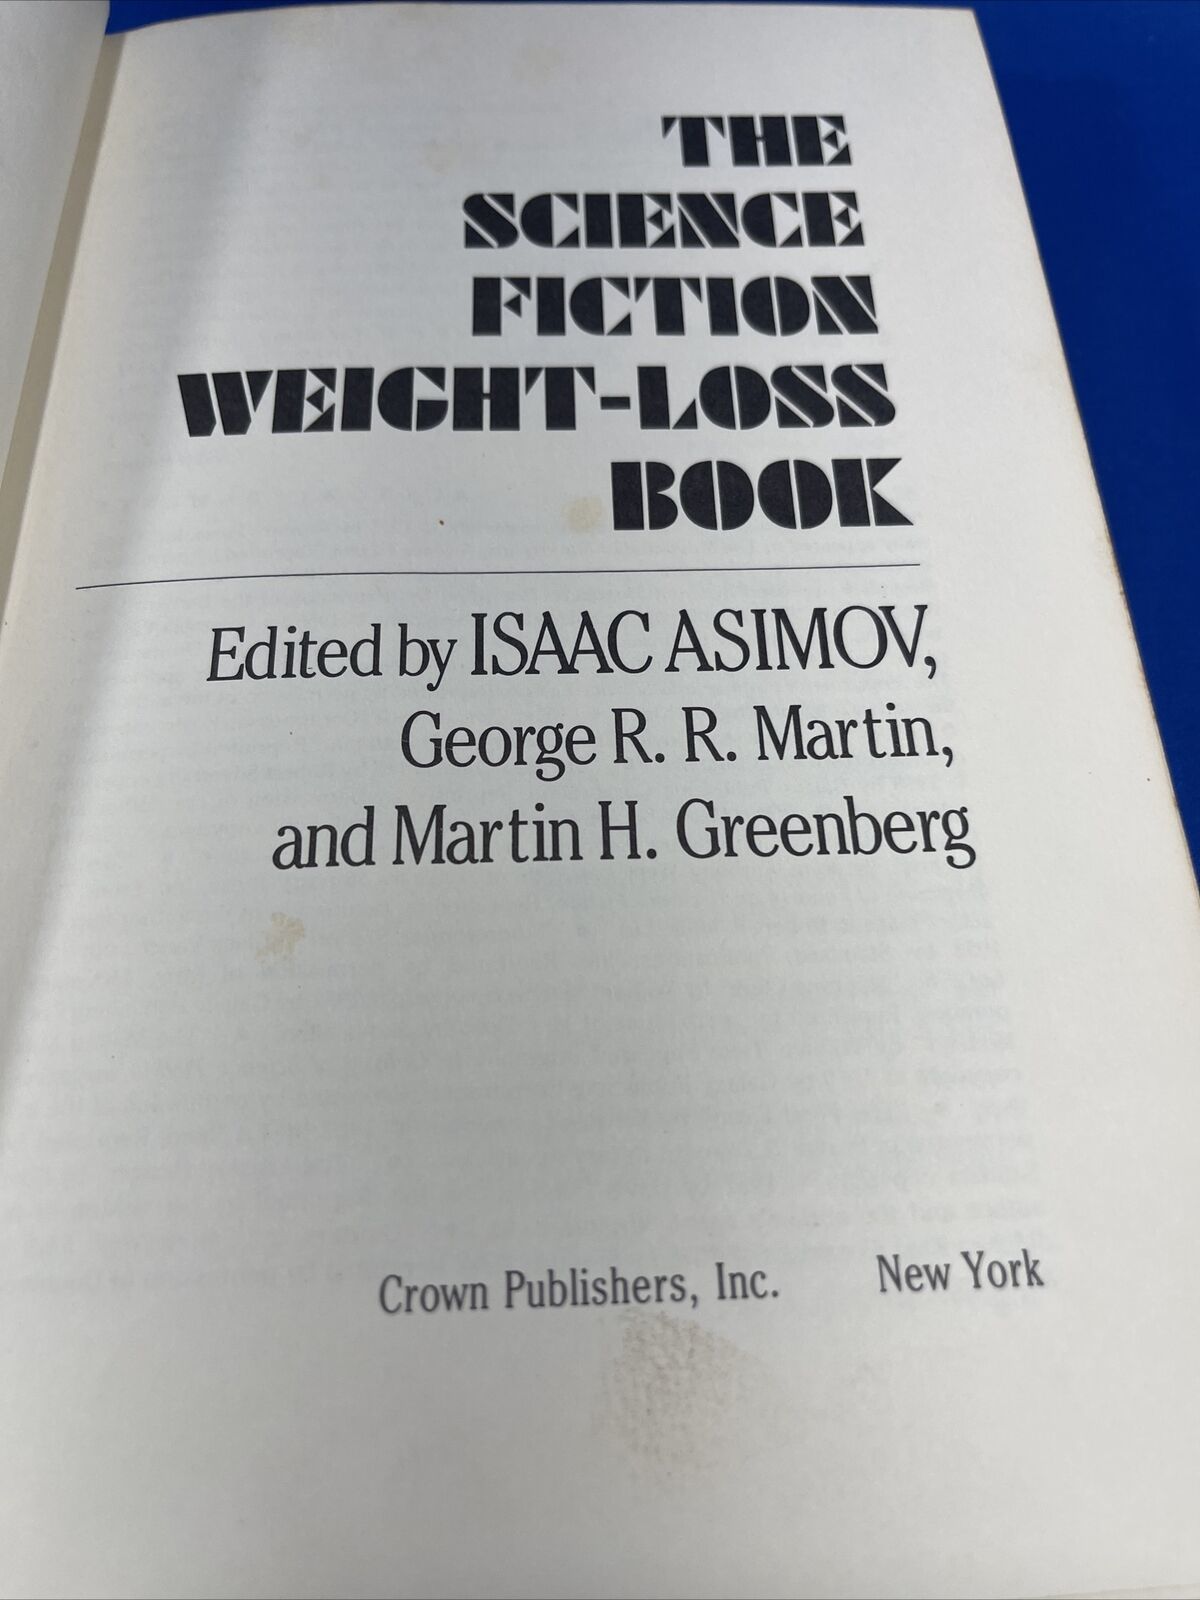 THE
SCIENCE
FICTION
WEIGHT-LOSS
BOOK
Edited by ISAAC ASIMOV,
George R. R. Martin,
and Martin H. Greenberg
Crown Publishers, Inc. New York